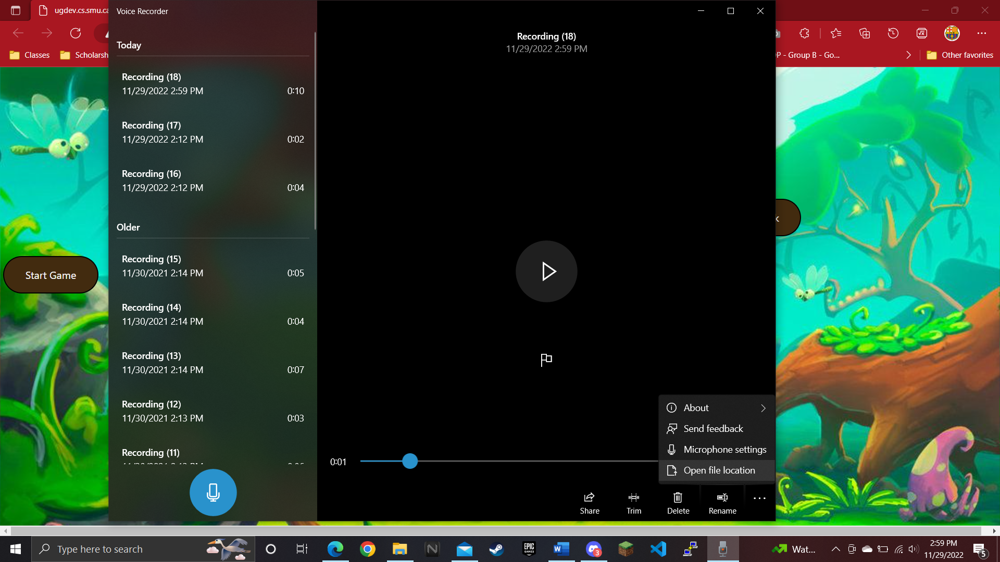 ugdev.cs.smu.ca
Classes
Scholarsh
P - Group B - Go...
Other favorites
Voice Recorder
Today
Recording (18)
11/29/2022 2:59 PM
0:10
Recording (17)
11/29/2022 2:12 PM
0:02
Recording (16)
11/29/2022 2:12 PM
0:04
Older
Recording (15)
11/30/2021 2:14 PM
0:05
Recording (14)
11/30/2021 2:14 PM
0:04
Recording (13)
11/30/2021 2:14 PM
0:07
Recording (12)
11/30/2021 2:13 PM
0:03
Recording (11)
Recording (18)
11/29/2022 2:59 PM
0:01
About
Send feedback
Microphone settings
Open file location
Share
Trim
Delete
Rename
Start Game
k
Type here to search
N
EPIC
GAMES
W
3
Wat...
2:59 PM
11/29/2022
5